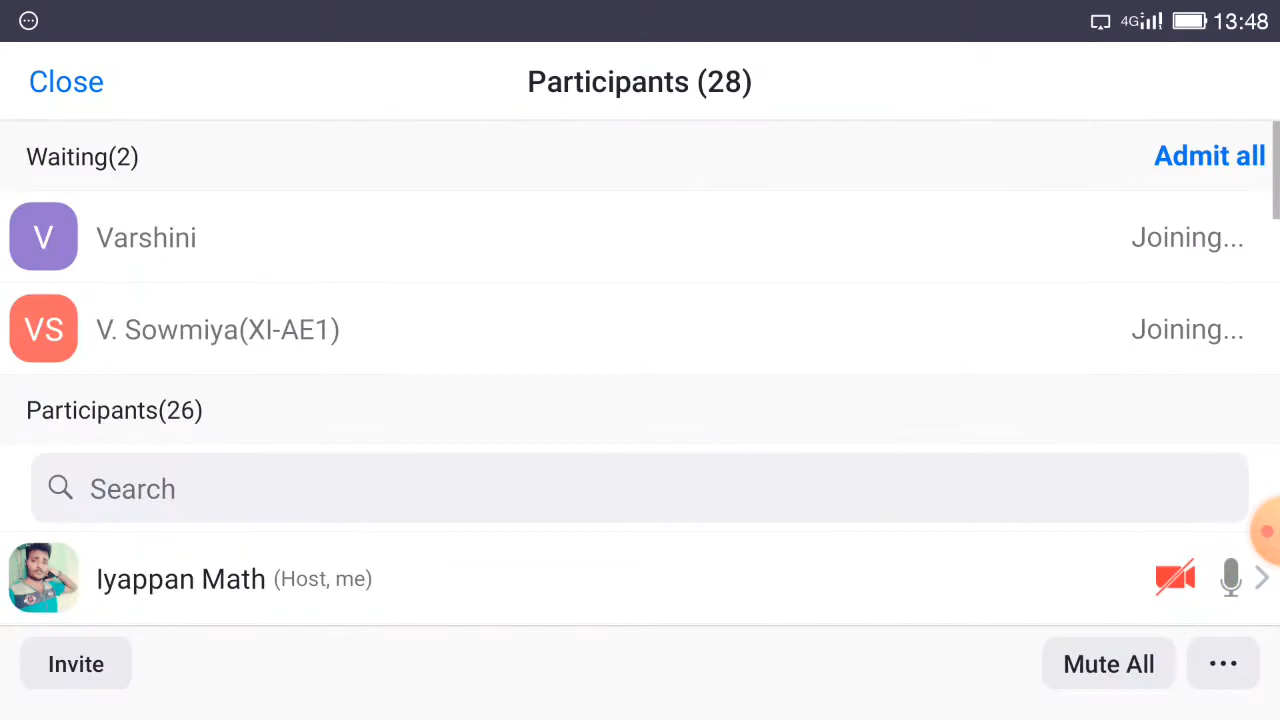 4G 13:48
Close Participants (28)
Waiting(2) Admit all
V Varshini Joining...
VS V. Sowmiya(XI-AE1) Joining...
Participants(26)
Search
Iyappan Math (Host, me)
Invite Mute All ...